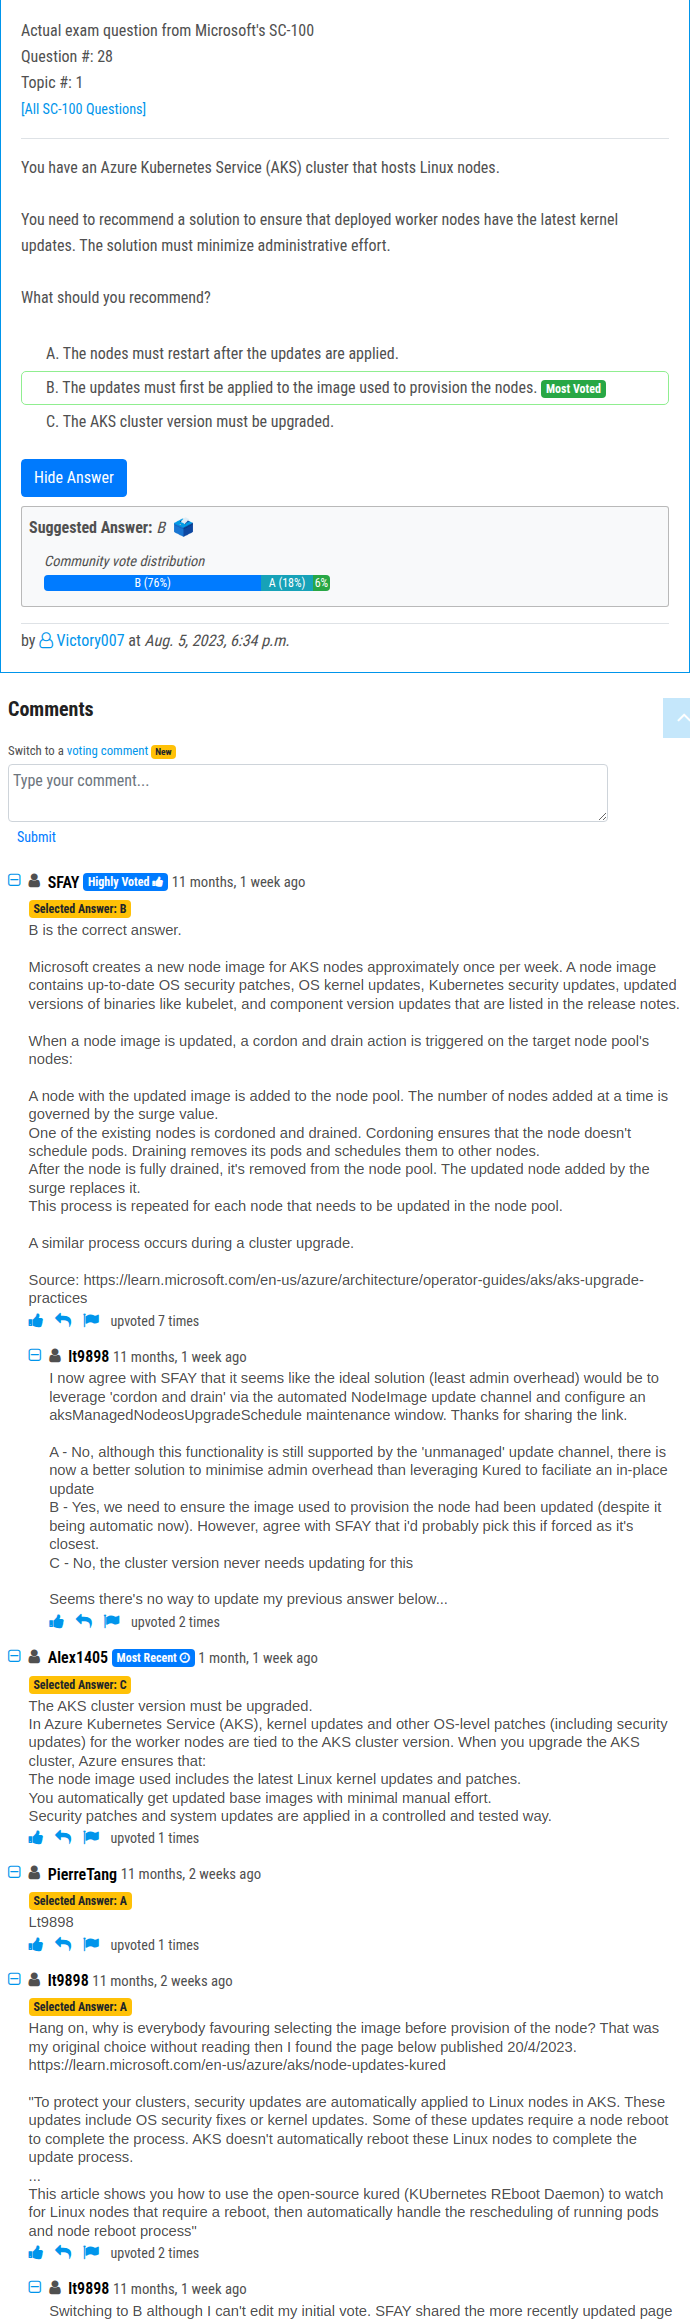 Actual exam question from Microsoft's SC-100
Question #: 28
Topic #: 1
[All SC-100 Questions]
You have an Azure Kubernetes Service (AKS) cluster that hosts Linux nodes.
You need to recommend a solution to ensure that deployed worker nodes have the latest kernel
updates. The solution must minimize administrative effort.
What should you recommend?
A. The nodes must restart after the updates are applied.
B. The updates must first be applied to the image used to provision the nodes. Most Voted
C. The AKS cluster version must be upgraded.
Hide Answer
Suggested Answer: B
Community vote distribution
B (76%) A (18%) 6%
by Victory007 at Aug. 5, 2023, 6:34 p.m.
Comments
Switch to a voting comment New
Type your comment...
Submit
SFAY Highly Voted 11 months, 1 week ago
Selected Answer: B
B is the correct answer.
Microsoft creates a new node image for AKS nodes approximately once per week. A node image
contains up-to-date OS security patches, OS kernel updates, Kubernetes security updates, updated
versions of binaries like kubelet, and component version updates that are listed in the release notes.
When a node image is updated, a cordon and drain action is triggered on the target node pool's
nodes:
A node with the updated image is added to the node pool. The number of nodes added at a time is
governed by the surge value.
One of the existing nodes is cordoned and drained. Cordoning ensures that the node doesn't
schedule pods. Draining removes its pods and schedules them to other nodes.
After the node is fully drained, it's removed from the node pool. The updated node added by the
surge replaces it.
This process is repeated for each node that needs to be updated in the node pool.
A similar process occurs during a cluster upgrade.
Source: https://learn.microsoft.com/en-us/azure/architecture/operator-guides/aks/aks-upgrade-
practices
upvoted 7 times
lt9898 11 months, 1 week ago
I now agree with SFAY that it seems like the ideal solution (least admin overhead) would be to
leverage 'cordon and drain' via the automated NodeImage update channel and configure an
aksManagedNodeosUpgradeSchedule maintenance window. Thanks for sharing the link.
A - No, although this functionality is still supported by the 'unmanaged' update channel, there is
now a better solution to minimise admin overhead than leveraging Kured to faciliate an in-place
update
B - Yes, we need to ensure the image used to provision the node had been updated (despite it
being automatic now). However, agree with SFAY that i'd probably pick this if forced as it's
closest.
C - No, the cluster version never needs updating for this
Seems there's no way to update my previous answer below...
upvoted 2 times
Alex1405 Most Recent 1 month, 1 week ago
Selected Answer: C
The AKS cluster version must be upgraded.
In Azure Kubernetes Service (AKS), kernel updates and other OS-level patches (including security
updates) for the worker nodes are tied to the AKS cluster version. When you upgrade the AKS
cluster, Azure ensures that:
The node image used includes the latest Linux kernel updates and patches.
You automatically get updated base images with minimal manual effort.
Security patches and system updates are applied in a controlled and tested way.
upvoted 1 times
PierreTang 11 months, 2 weeks ago
Selected Answer: A
Lt9898
upvoted 1 times
lt9898 11 months, 2 weeks ago
Selected Answer: A
Hang on, why is everybody favouring selecting the image before provision of the node? That was
my original choice without reading then I found the page below published 20/4/2023.
https://learn.microsoft.com/en-us/azure/aks/node-updates-kured
"To protect your clusters, security updates are automatically applied to Linux nodes in AKS. These
updates include OS security fixes or kernel updates. Some of these updates require a node reboot
to complete the process. AKS doesn't automatically reboot these Linux nodes to complete the
update process.
...
This article shows you how to use the open-source kured (KUbernetes REboot Daemon) to watch
for Linux nodes that require a reboot, then automatically handle the rescheduling of running pods
and node reboot process"
upvoted 2 times
lt9898 11 months, 1 week ago
Switching to B although I can't edit my initial vote. SFAY shared the more recently updated page